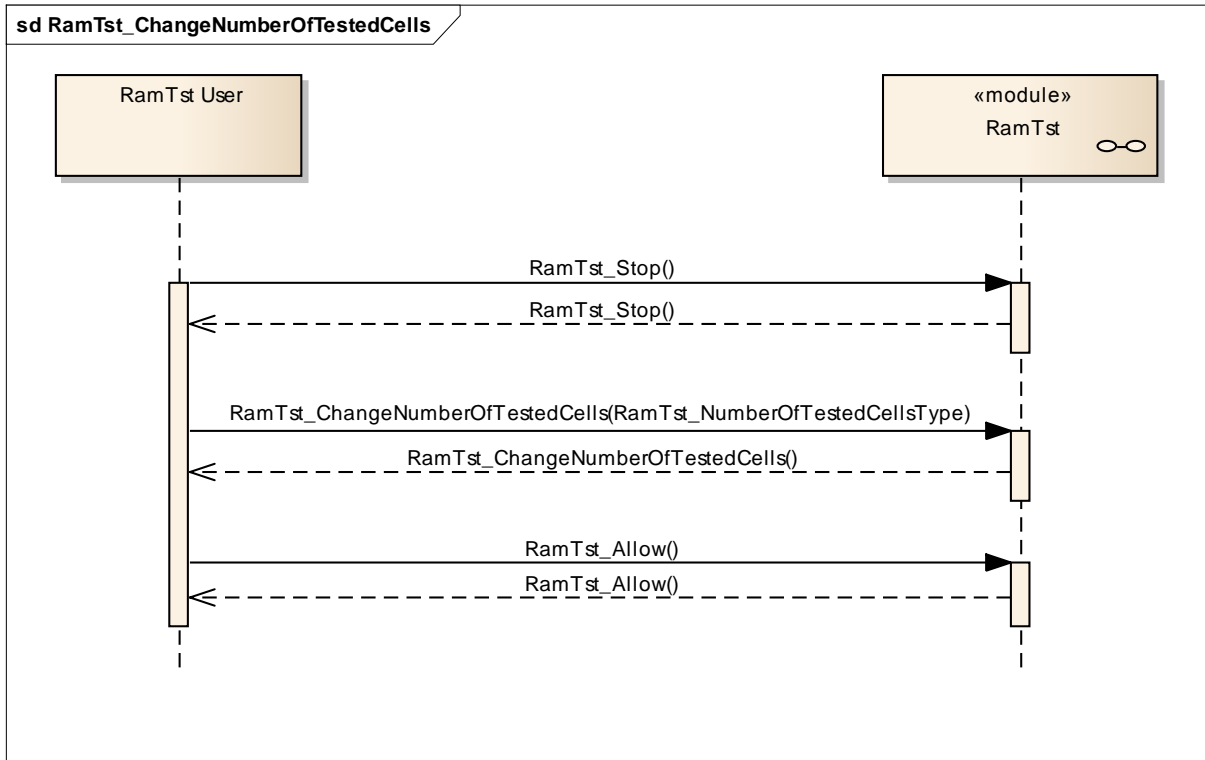 sd RamTst_ChangeNumberOfTestedCells
RamTst User
«module»
RamTst
RamTst_Stop()
RamTst_Stop()
RamTst_ChangeNumberOfTestedCells(RamTst_NumberOfTestedCellsType)
RamTst_ChangeNumberOfTestedCells()
RamTst_Allow()
RamTst_Allow()